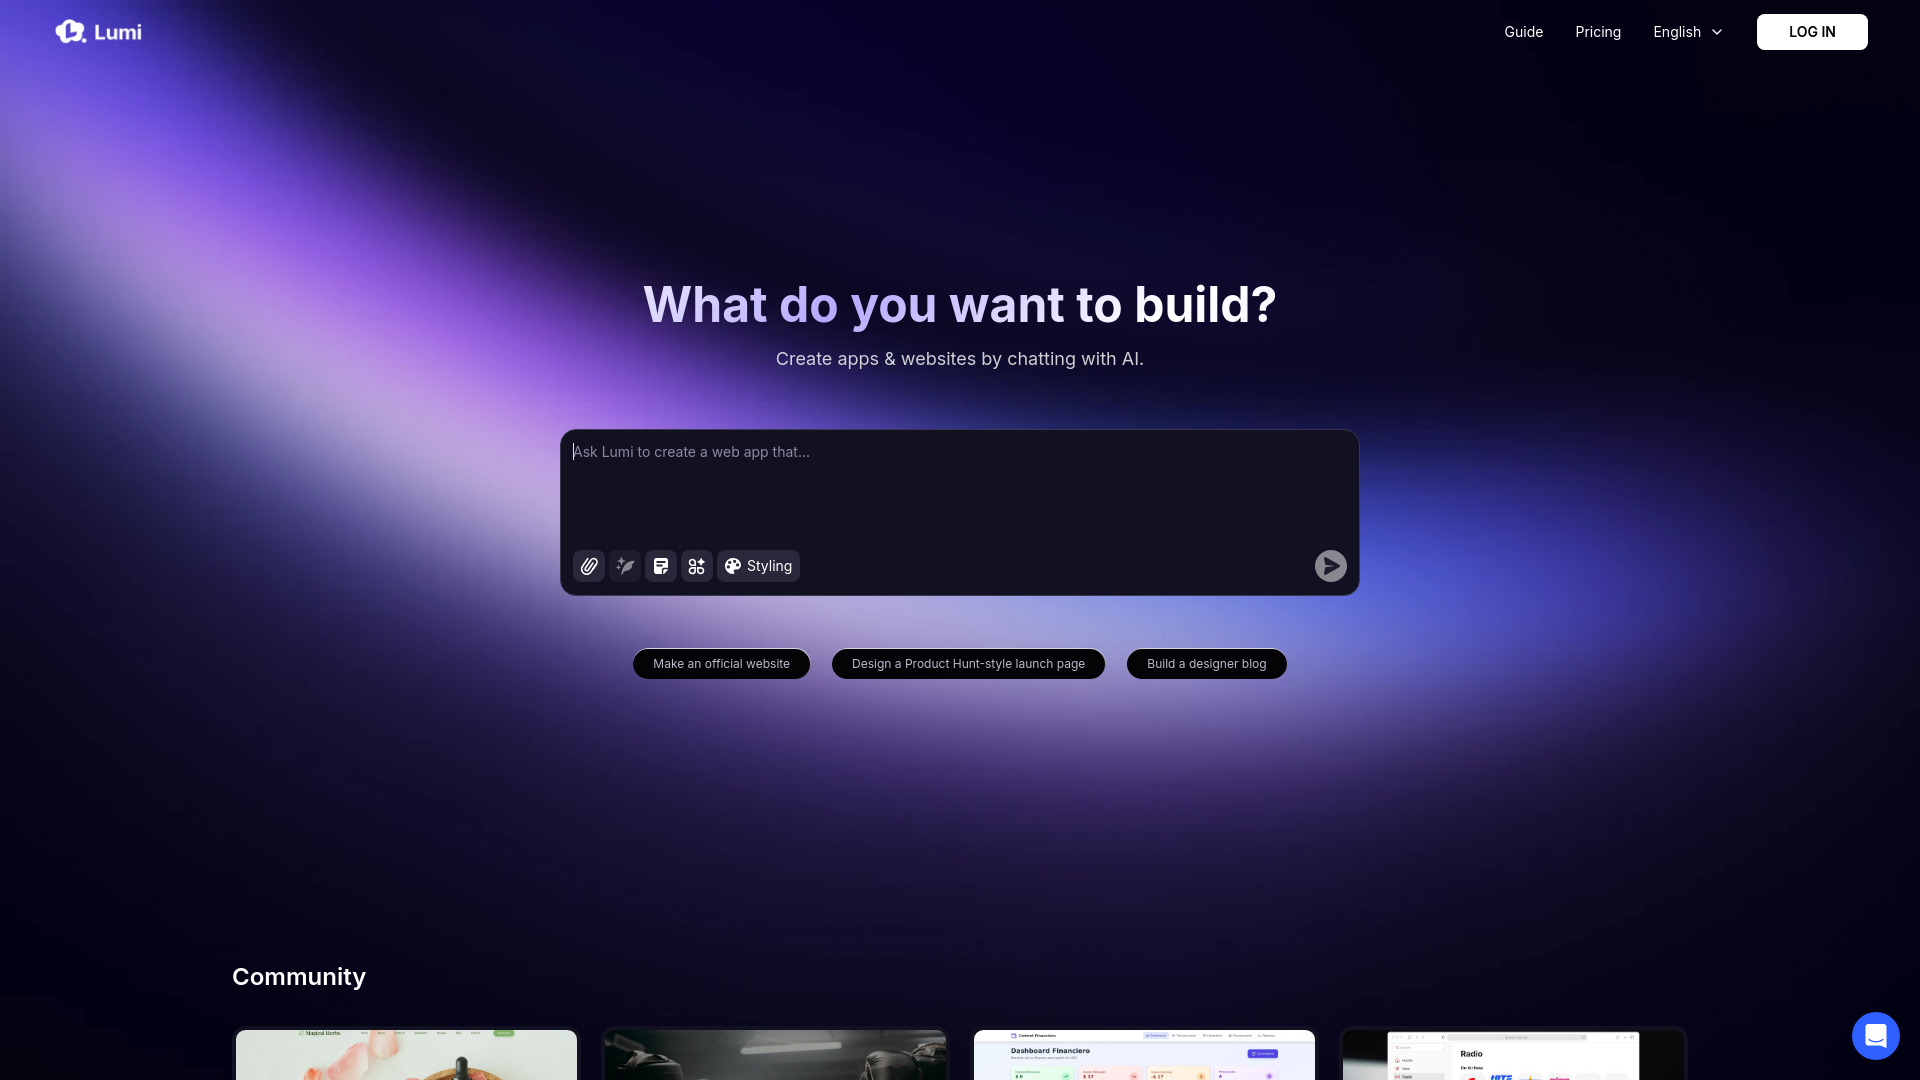 Lumi
Guide
Pricing
English
LOG IN
What do you want to build?
Create apps & websites by chatting with AI.
Ask Lumi to create a web app that...
Styling
Make an official website
Design a Product Hunt-style launch page
Build a designer blog
Community
Magical Herbs
Control Financiero
Dashboard Financiero
Radio